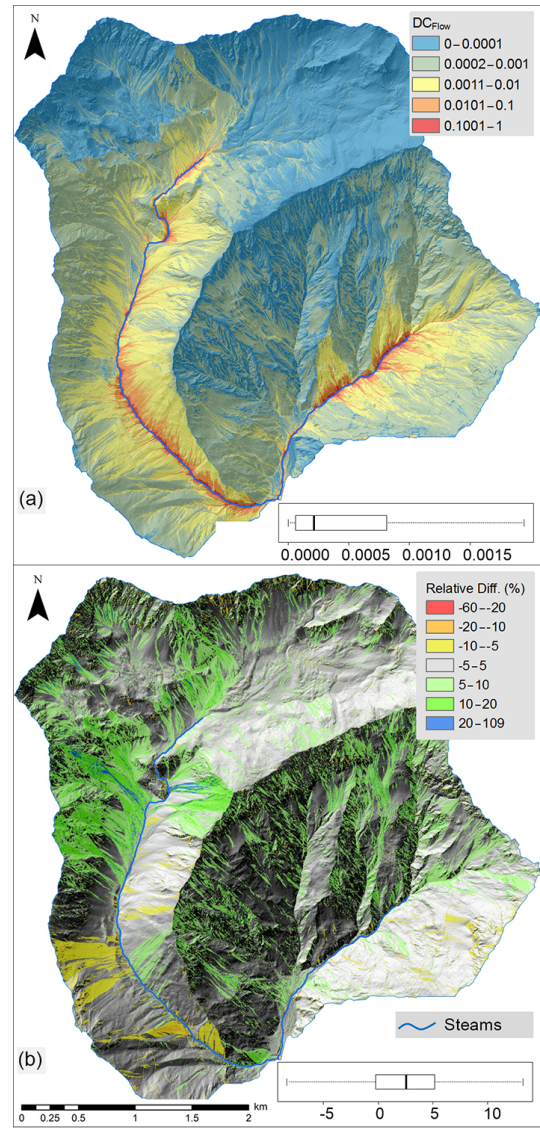 N
DCFlow
0–0.0001
0.0002–0.001
0.0011–0.01
0.0101–0.1
0.1001–1
(a)
0.0000 0.0005 0.0010 0.0015
N
Relative Diff. (%)
-60–-20
-20–-10
-10–-5
-5–5
5–10
10–20
20–109
Steams
(b)
km
0 0.25 0.5 1 1.5 2
-5 0 5 10